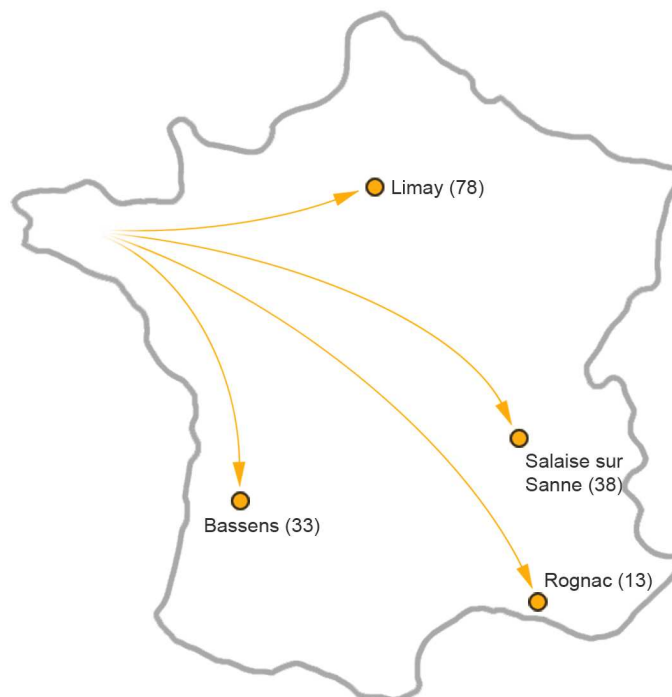 Limay (78)
Salaise sur
Sanne (38)
Bassens (33)
Rognac (13)